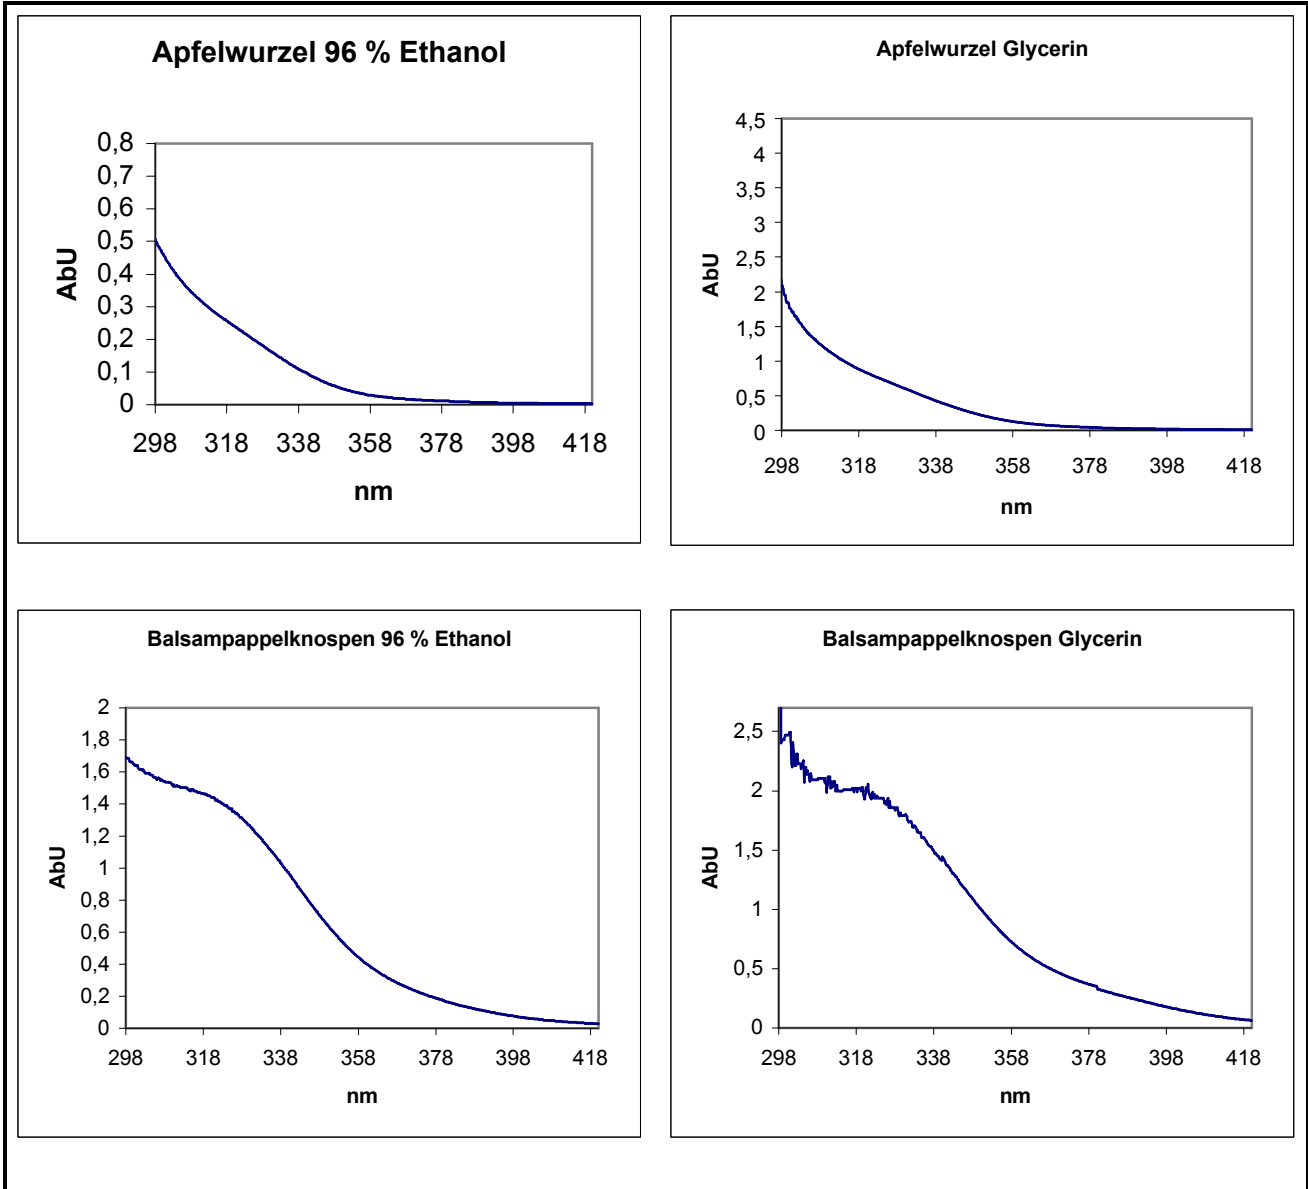 Apfelwurzel 96 % Ethanol
0,8
0,7
0,6
0,5
0,4
0,3
0,2
0,1
0
AbU
298 318 338 358 378 398 418
nm
Apfelwurzel Glycerin
4,5
4
3,5
3
2,5
2
1,5
1
0,5
0
AbU
298 318 338 358 378 398 418
nm
Balsampappelknospen 96 % Ethanol
2
1,8
1,6
1,4
1,2
1
0,8
0,6
0,4
0,2
0
AbU
298 318 338 358 378 398 418
nm
Balsampappelknospen Glycerin
2,5
2
1,5
1
0,5
0
AbU
298 318 338 358 378 398 418
nm